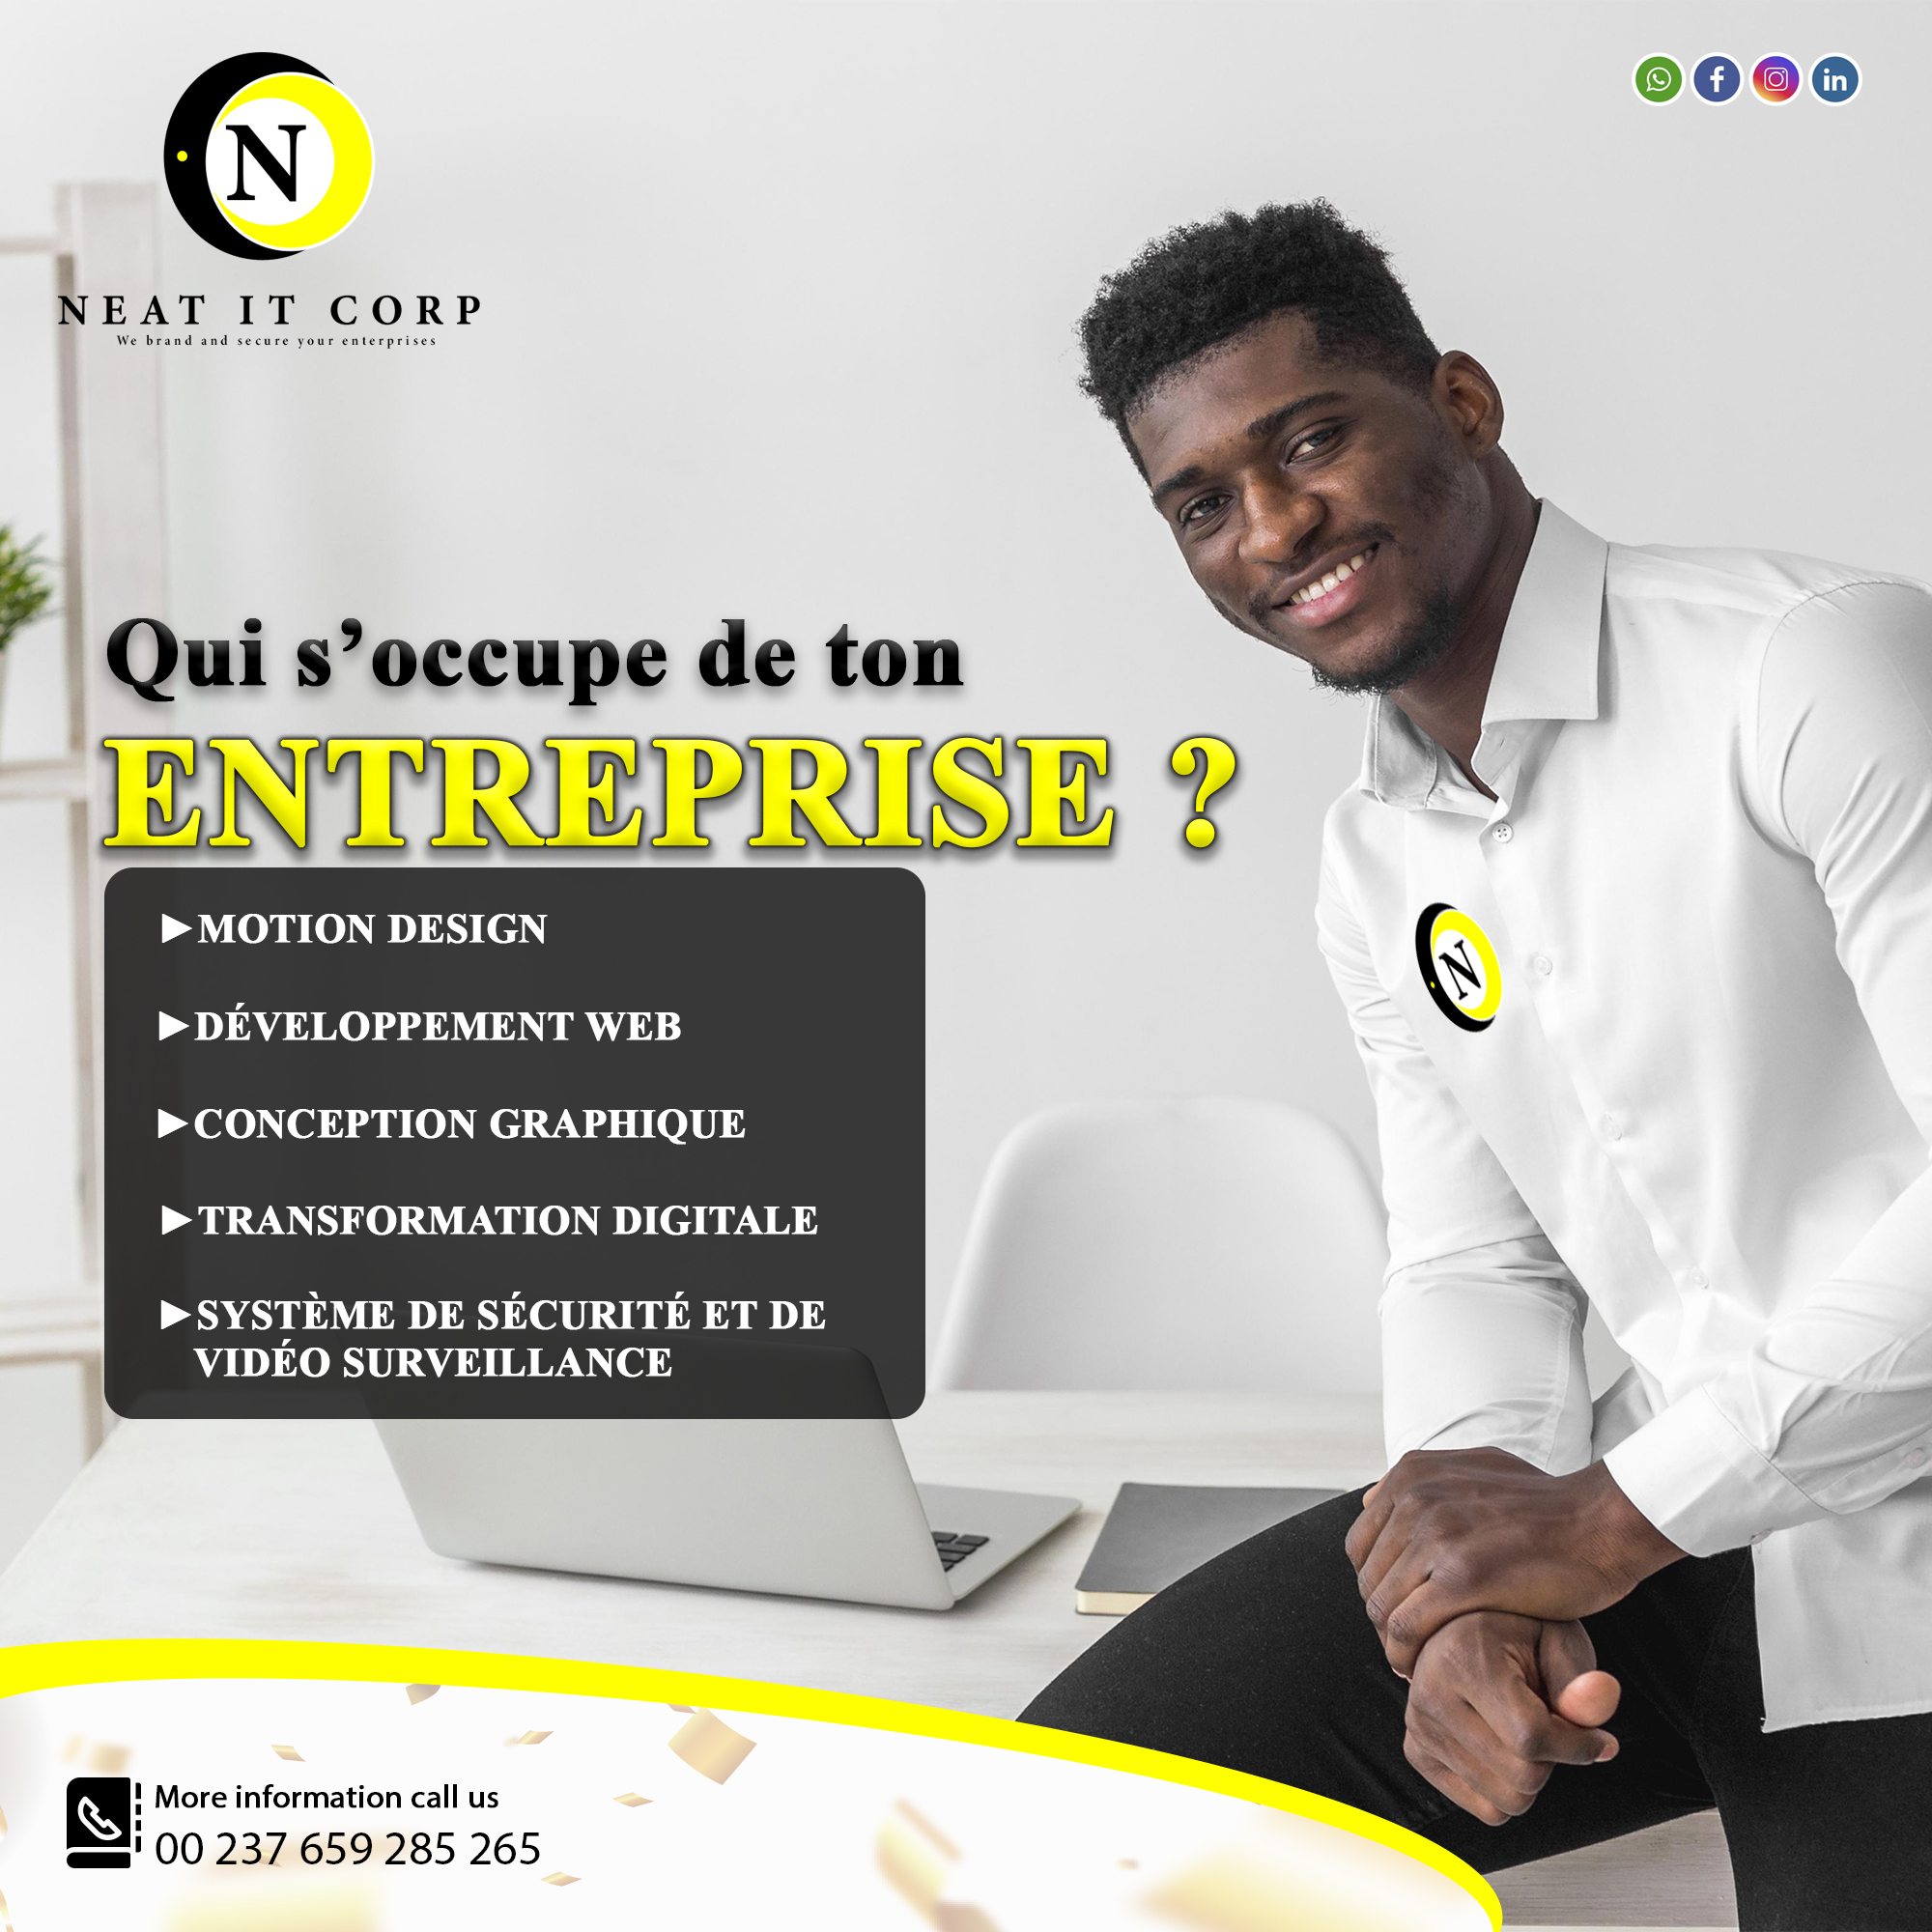 N
NEAT IT CORP
We brand and secure your enterprises
Qui s’occupe de ton
ENTREPRISE ?
►MOTION DESIGN
►DÉVELOPPEMENT WEB
►CONCEPTION GRAPHIQUE
►TRANSFORMATION DIGITALE
►SYSTÈME DE SÉCURITÉ ET DE
VIDÉO SURVEILLANCE
N
More information call us
00 237 659 285 265